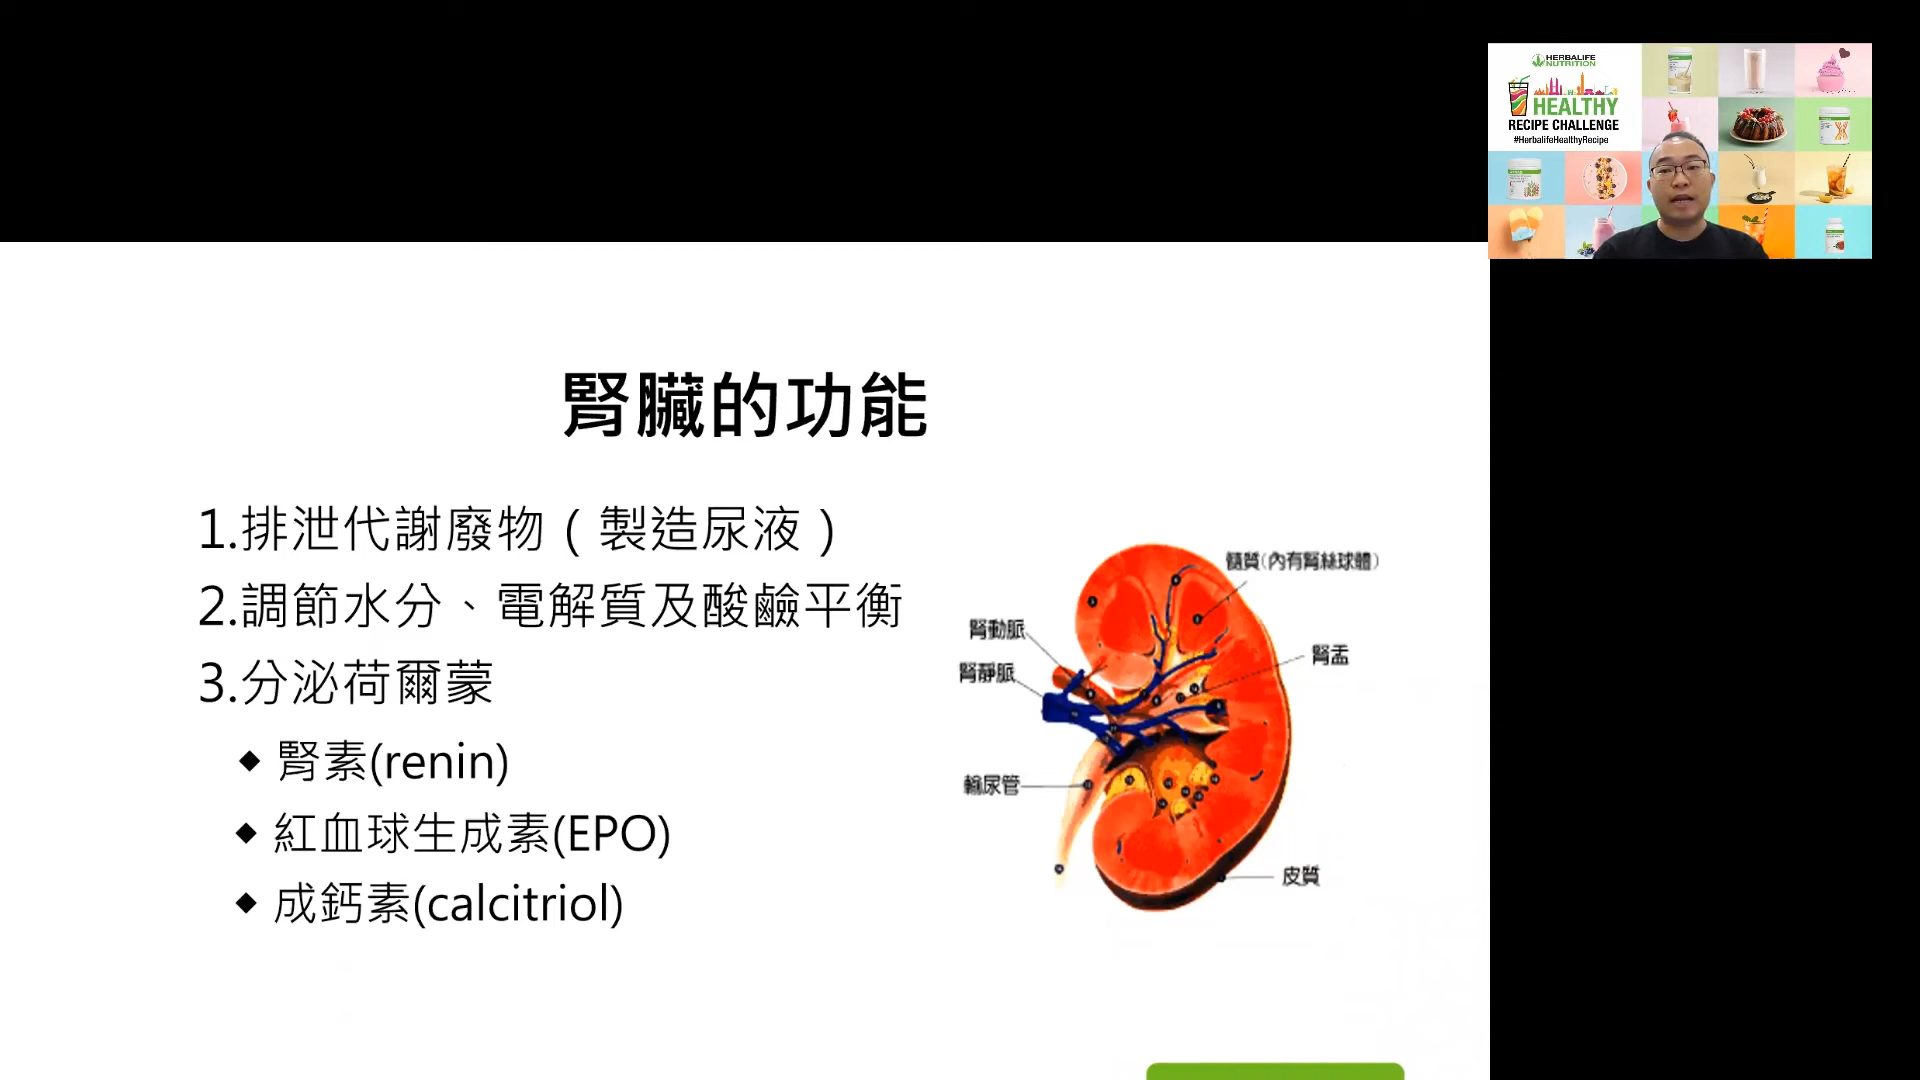 HERBALIFE
NUTRITION
HEALTHY
RECIPE CHALLENGE
#HerbalifeHealthyRecipe
腎臟的功能
1.排泄代謝廢物（製造尿液）
2.調節水分、電解質及酸鹼平衡
3.分泌荷爾蒙
◆ 腎素(renin)
◆ 紅血球生成素(EPO)
◆ 成鈣素(calcitriol)
髓質(內有腎絲球體)
腎動脈
腎盂
腎靜脈
輸尿管
皮質